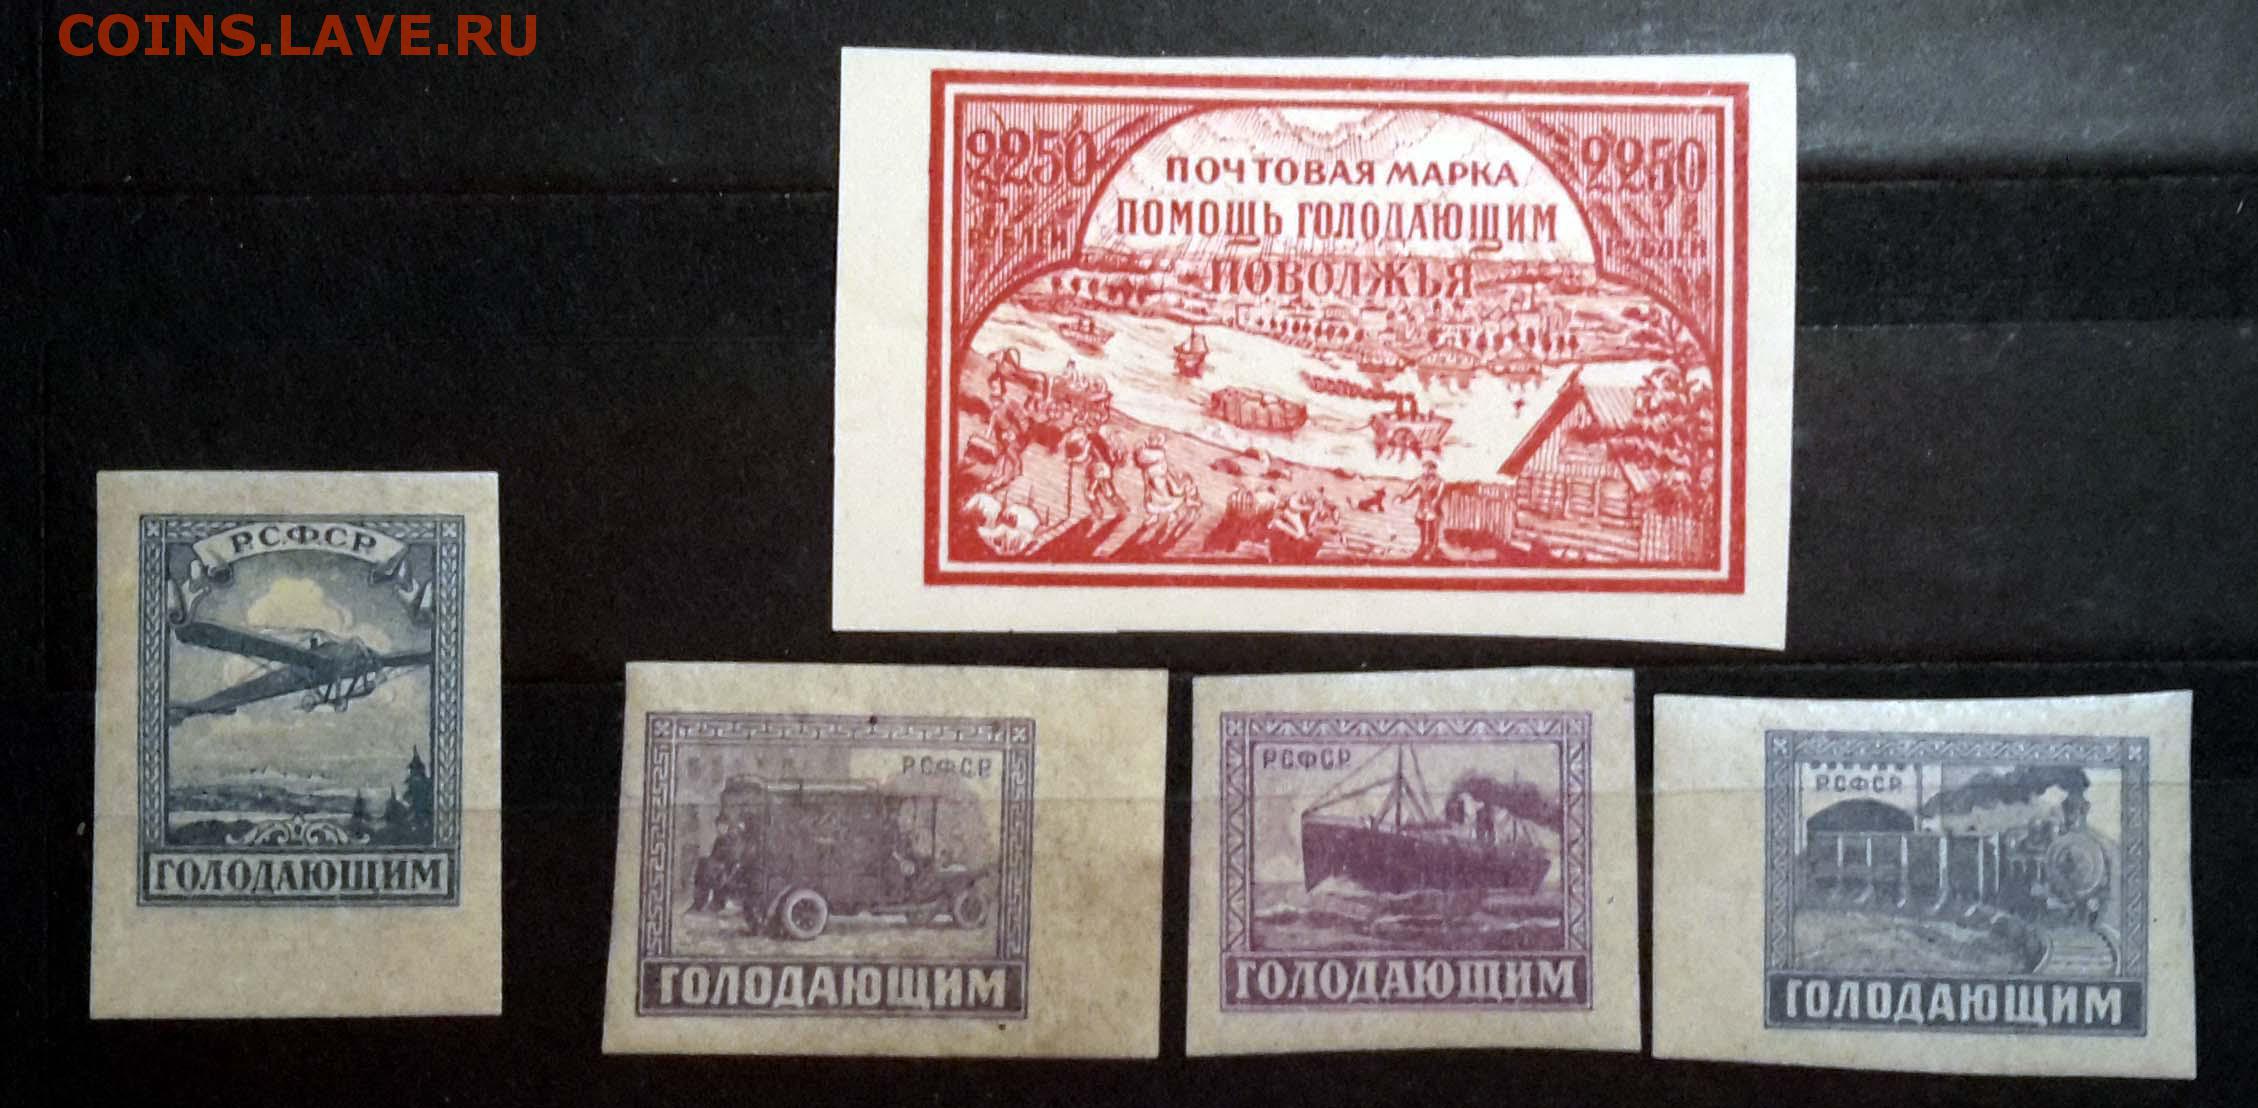 COINS.LAVE.RU
2250
РУБЛЕЙ
ПОЧТОВАЯ МАРКА
ПОМОЩЬ ГОЛОДАЮЩИМ
ПОВОЛЖЬЯ
2250
РУБЛЕЙ
Р.С.Ф.С.Р.
ГОЛОДАЮЩИМ
Р.С.Ф.С.Р.
ГОЛОДАЮЩИМ
Р.С.Ф.С.Р.
ГОЛОДАЮЩИМ
Р.С.Ф.С.Р.
ГОЛОДАЮЩИМ